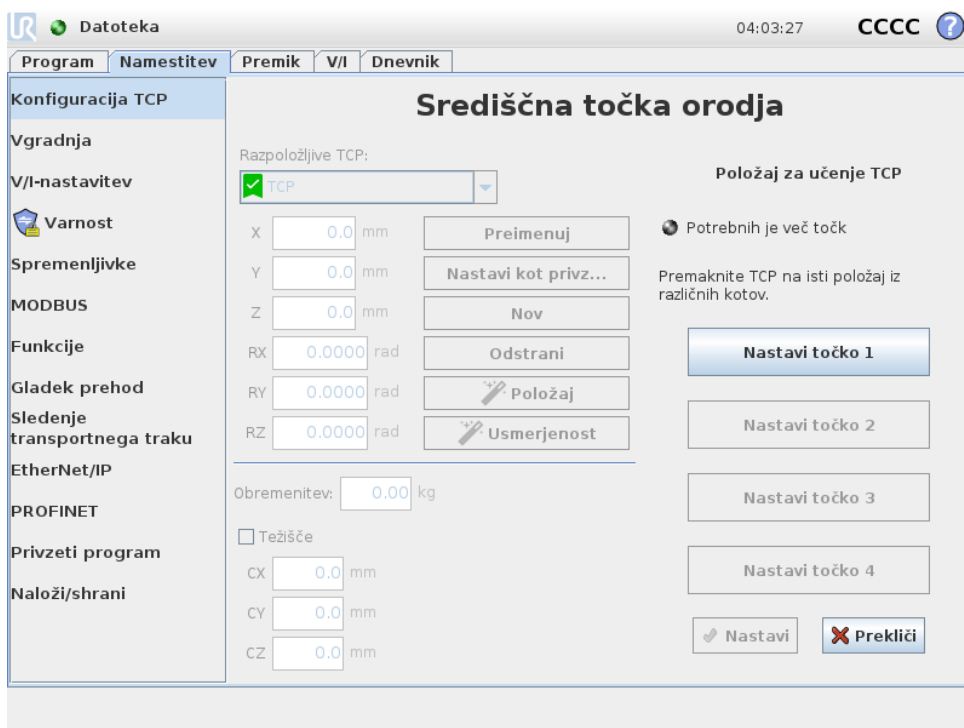 UR Datoteka 04:03:27 CCCC ?
Program Namestitev Premik V/I Dnevnik
Konfiguracija TCP
Vgradnja
V/I-nastavitev
Varnost
Spremenljivke
MODBUS
Funkcije
Gladek prehod
Sledenje
transportnega traku
EtherNet/IP
PROFINET
Privzeti program
Naloži/shrani
Središčna točka orodja
Razpoložljive TCP:
TCP
X 0.0 mm Preimenuj
Y 0.0 mm Nastavi kot privz...
Z 0.0 mm Nov
RX 0.0000 rad Odstrani
RY 0.0000 rad Položaj
RZ 0.0000 rad Usmerjenost
Obremenitev: 0.00 kg
Težišče
CX 0.0 mm
CY 0.0 mm
CZ 0.0 mm
Položaj za učenje TCP
Potrebnih je več točk
Premaknite TCP na isti položaj iz
različnih kotov.
Nastavi točko 1
Nastavi točko 2
Nastavi točko 3
Nastavi točko 4
Nastavi Prekliči